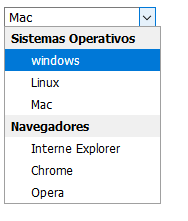 Mac
Sistemas Operativos
windows
Linux
Mac
Navegadores
Interne Explorer
Chrome
Opera